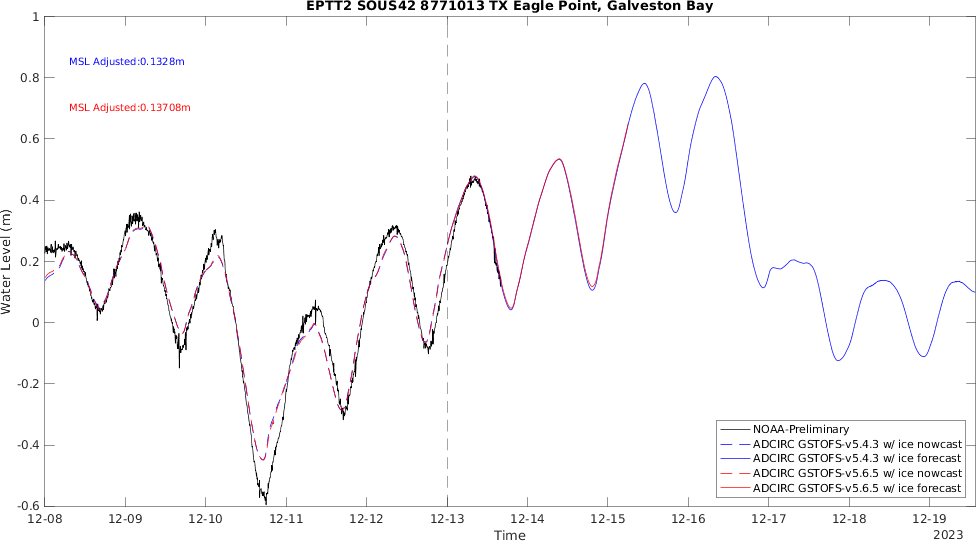 EPTT2 SOUS42 8771013 TX Eagle Point, Galveston Bay
1
0.8
0.6
0.4
0.2
0
-0.2
-0.4
-0.6
Water Level (m)
MSL Adjusted:0.1328m
MSL Adjusted:0.13708m
NOAA-Preliminary
ADCIRC GSTOFS-v5.4.3 w/ ice nowcast
ADCIRC GSTOFS-v5.4.3 w/ ice forecast
ADCIRC GSTOFS-v5.6.5 w/ ice nowcast
ADCIRC GSTOFS-v5.6.5 w/ ice forecast
12-08 12-09 12-10 12-11 12-12 12-13 12-14 12-15 12-16 12-17 12-18 12-19
Time
2023